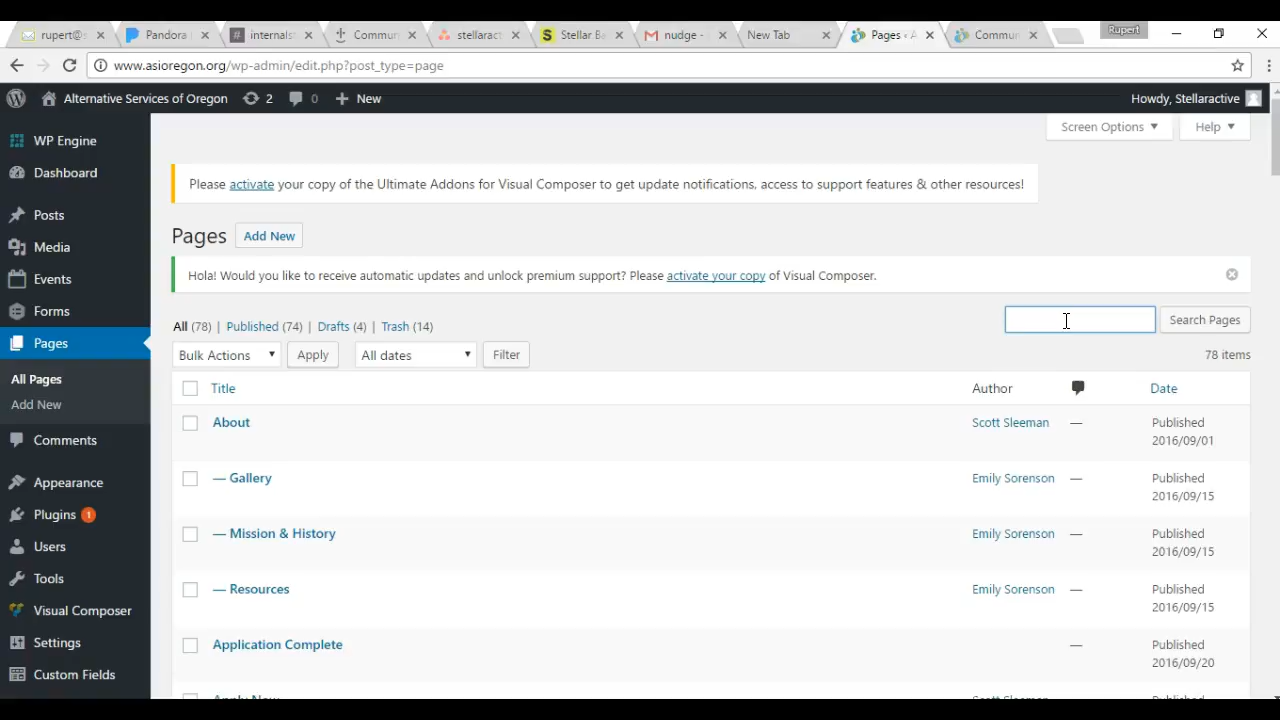 rupert@s
Pandora
internals
Commun
stellaract
Stellar Ba
nudge -
New Tab
Pages ‹ A
Commun
Rupert
www.asioregon.org/wp-admin/edit.php?post_type=page
Alternative Services of Oregon 2 0 New Howdy, Stellaractive
Screen Options Help
WP Engine
Dashboard
Posts
Media
Events
Forms
Pages
All Pages
Add New
Comments
Appearance
Plugins 1
Users
Tools
Visual Composer
Settings
Custom Fields
Please activate your copy of the Ultimate Addons for Visual Composer to get update notifications, access to support features & other resources!
Pages Add New
Hola! Would you like to receive automatic updates and unlock premium support? Please activate your copy of Visual Composer.
All (78) | Published (74) | Drafts (4) | Trash (14)
Search Pages
Bulk Actions Apply All dates Filter 78 items
Title Author Date
About Scott Sleeman — Published
2016/09/01
— Gallery Emily Sorenson — Published
2016/09/15
— Mission & History Emily Sorenson — Published
2016/09/15
— Resources Emily Sorenson — Published
2016/09/15
Application Complete — Published
2016/09/20
Apply Now Scott Sleeman Published